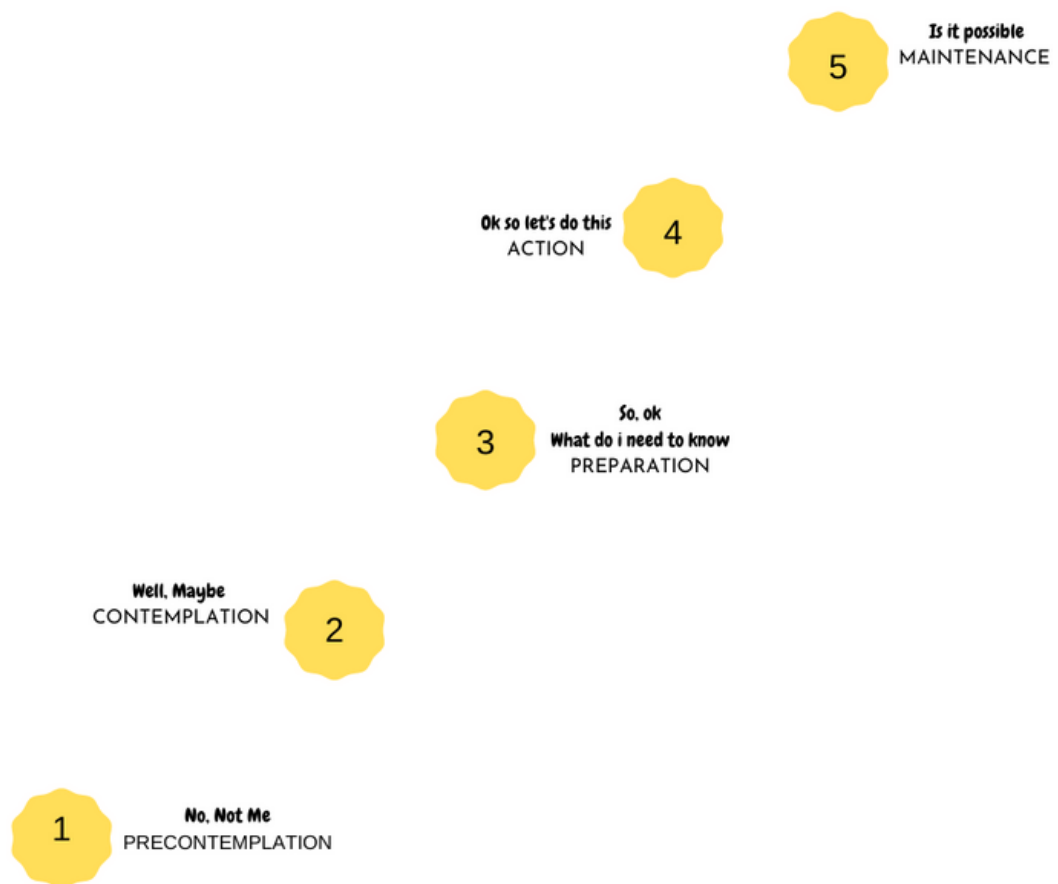 Is it possible
MAINTENANCE
5
Ok so let's do this
ACTION
4
3
So, ok
What do i need to know
PREPARATION
Well, Maybe
CONTEMPLATION
2
1
No, Not Me
PRECONTEMPLATION